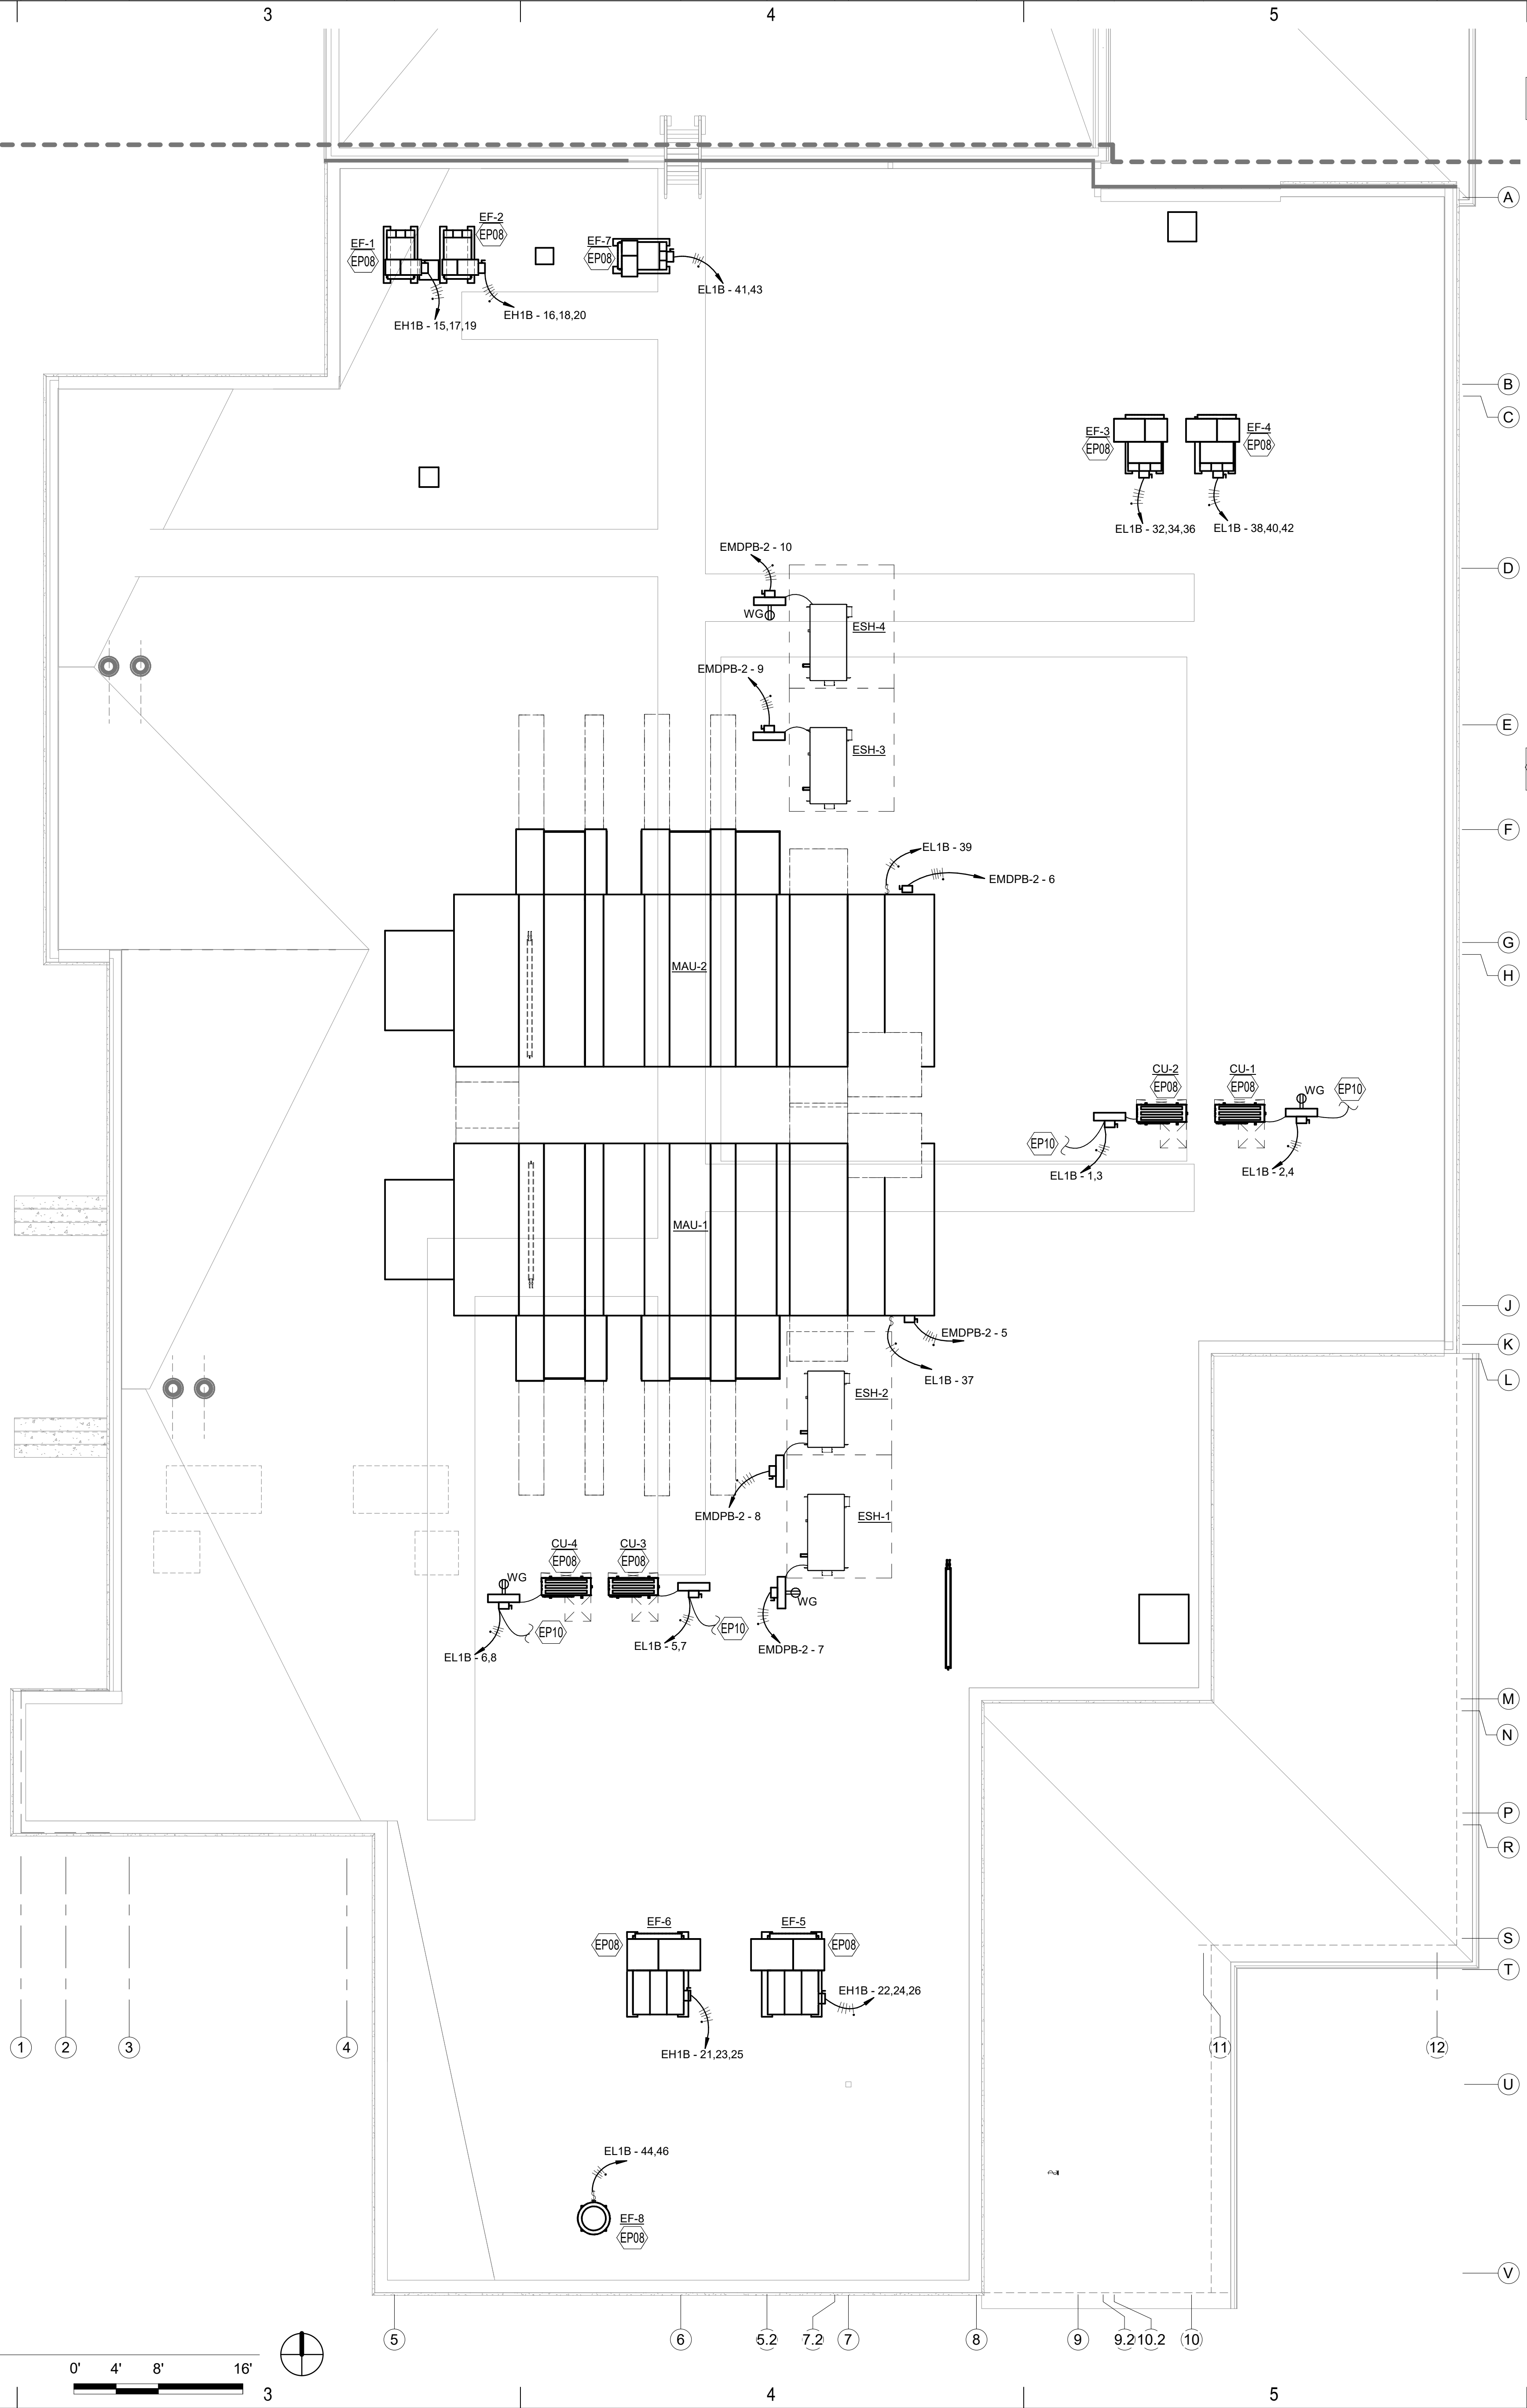 3
4
5
A
EF-2
EP08
EF-1
EP08
EF-7
EP08
EL1B - 41,43
EH1B - 16,18,20
EH1B - 15,17,19
B
C
EF-3
EP08
EF-4
EP08
EL1B - 32,34,36
EL1B - 38,40,42
EMDPB-2 - 10
D
WG
ESH-4
EMDPB-2 - 9
E
ESH-3
F
EL1B - 39
EMDPB-2 - 6
G
MAU-2
H
CU-2
EP08
CU-1
EP08
WG
EP10
EP10
EL1B - 1,3
EL1B - 2,4
MAU-1
J
EMDPB-2 - 5
K
EL1B - 37
L
ESH-2
EMDPB-2 - 8
ESH-1
CU-4
EP08
CU-3
EP08
WG
WG
EP10
EP10
EL1B - 6,8
EL1B - 5,7
EMDPB-2 - 7
M
N
P
R
EF-6
EP08
EF-5
EP08
S
T
EH1B - 22,24,26
EH1B - 21,23,25
1
2
3
4
11
12
U
EL1B - 44,46
EF-8
EP08
V
5
6
5.2
7.2
7
8
9
9.2
10.2
10
0'
4'
8'
16'
3
4
5